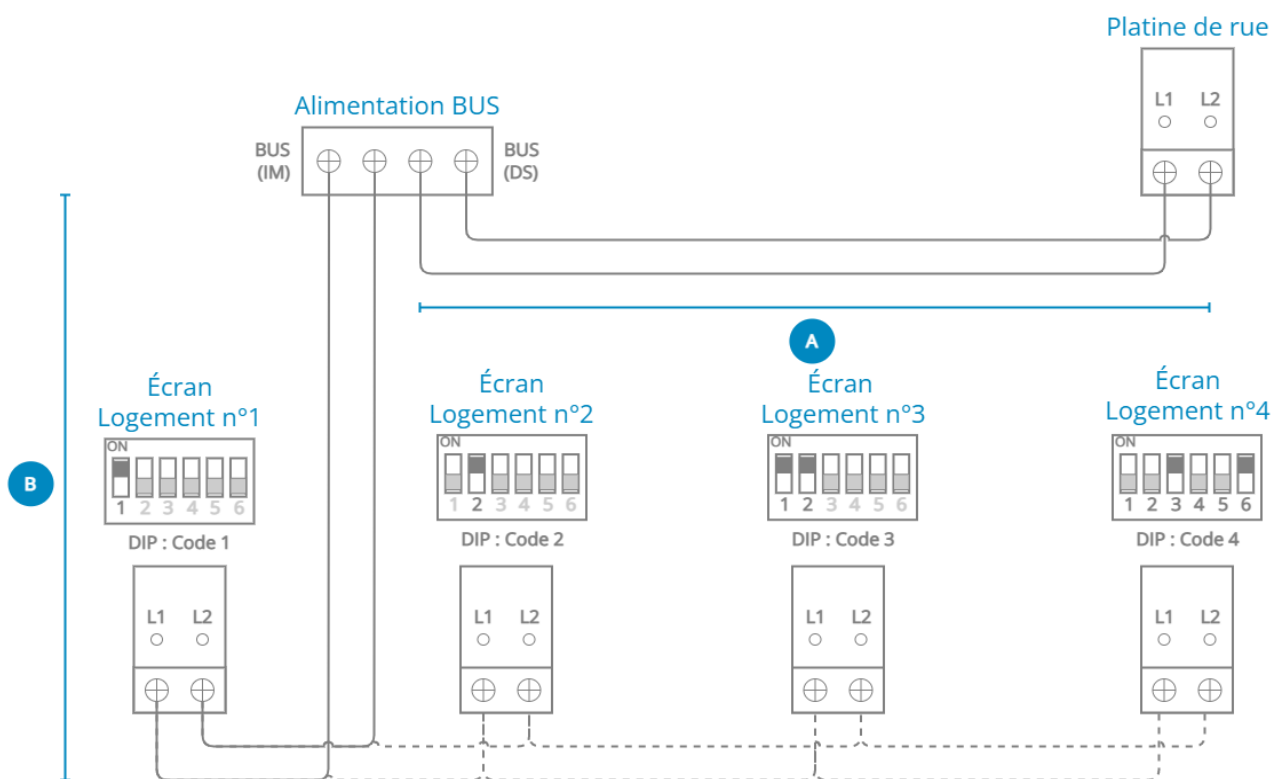 Platine de rue
L1 L2
Alimentation BUS
BUS
(IM)
BUS
(DS)
A
B
Écran
Logement n°1
ON
1 2 3 4 5 6
DIP : Code 1
L1 L2
Écran
Logement n°2
ON
1 2 3 4 5 6
DIP : Code 2
L1 L2
Écran
Logement n°3
ON
1 2 3 4 5 6
DIP : Code 3
L1 L2
Écran
Logement n°4
ON
1 2 3 4 5 6
DIP : Code 4
L1 L2